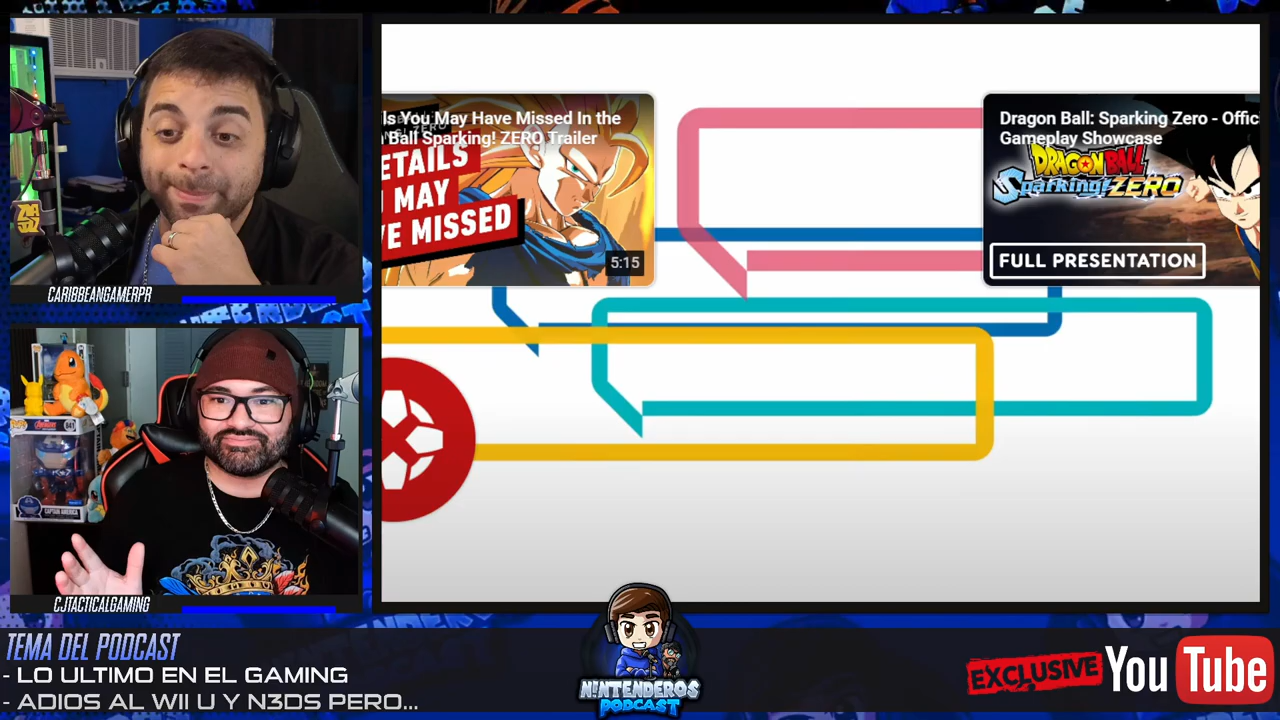 ls You May Have Missed In the
Ball Sparking! ZERO Trailer
ETAILS
MAY
E MISSED
5:15
Dragon Ball: Sparking Zero - Offic
Gameplay Showcase
DRAGON BALL
Sparking! ZERO
FULL PRESENTATION
CARIBBEANGAMERPR
CAPTAIN AMERICA
CJTACTICALGAMING
TEMA DEL PODCAST
- LO ULTIMO EN EL GAMING
- ADIOS AL WII U Y N3DS PERO...
NINTENDEROS
PODCAST
EXCLUSIVE
YouTube